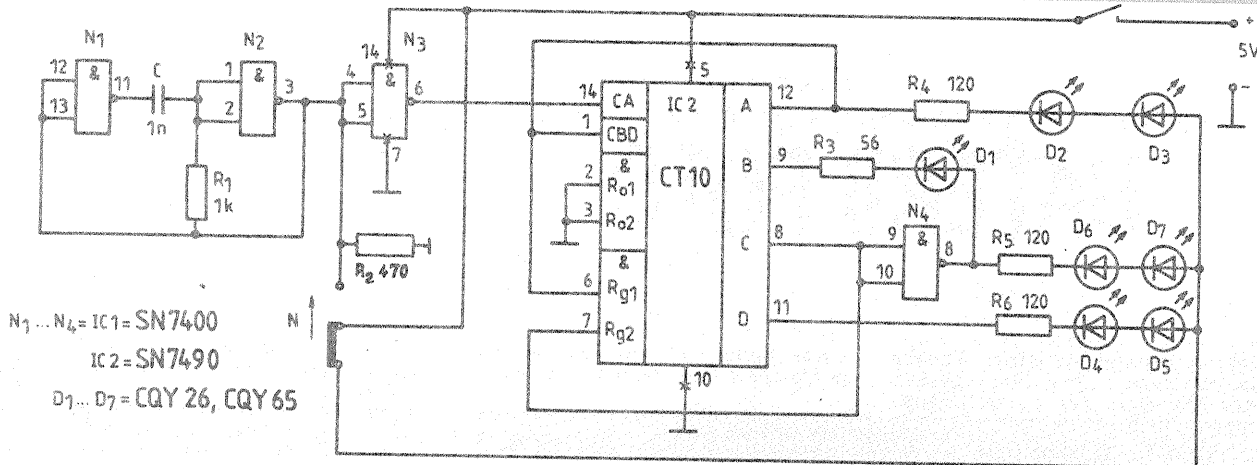 N1
N2
N3
N4
12
13
&
11
C
1n
1
2
&
3
R1
1k
14
4
5
&
6
7
R2 470
N
N1...N4=IC1=SN7400
IC2=SN7490
D1...D7=CQY 26, CQY 65
14
1
2
3
6
7
CA
CBD
&
Ro1
Ro2
&
Rg1
Rg2
IC 2
CT10
5
10
A
B
C
D
12
9
8
11
R4 120
R3 56
D1
D2
D3
9
10
&
8
R5 120
D6
D7
R6 120
D4
D5
+
5V
-